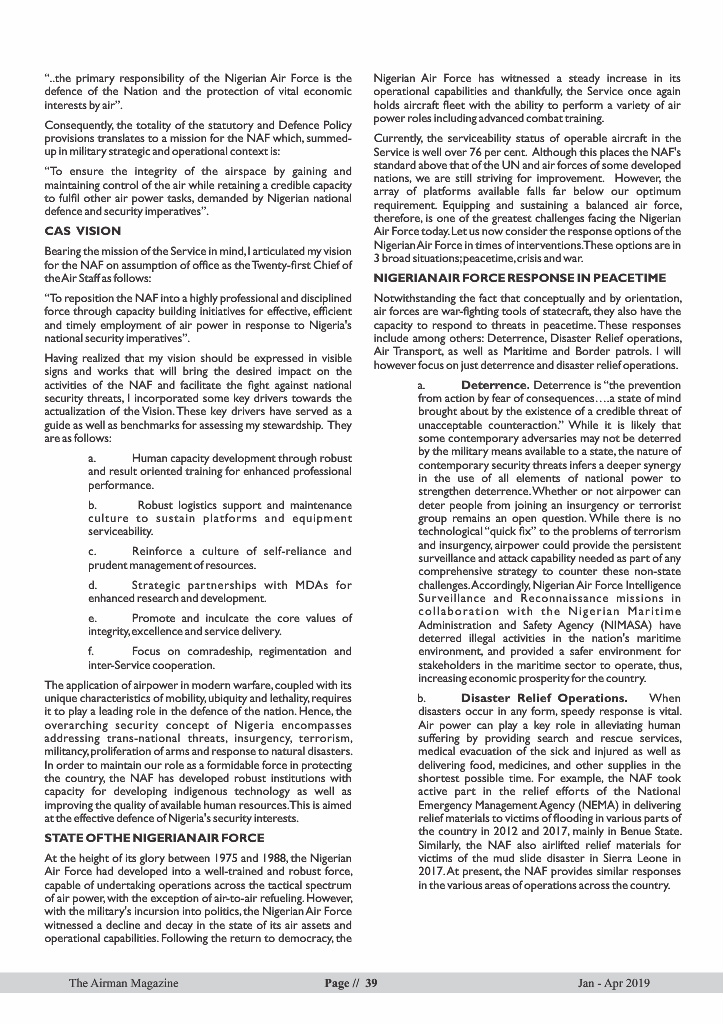 “..the primary responsibility of the Nigerian Air Force is the
defence of the Nation and the protection of vital economic
interests by air”.
Consequently, the totality of the statutory and Defence Policy
provisions translates to a mission for the NAF which, summed-
up in military strategic and operational context is:
“To ensure the integrity of the airspace by gaining and
maintaining control of the air while retaining a credible capacity
to fulfil other air power tasks, demanded by Nigerian national
defence and security imperatives”.
CAS VISION
Bearing the mission of the Service in mind, I articulated my vision
for the NAF on assumption of office as the Twenty-first Chief of
the Air Staff as follows:
“To reposition the NAF into a highly professional and disciplined
force through capacity building initiatives for effective, efficient
and timely employment of air power in response to Nigeria's
national security imperatives”.
Having realized that my vision should be expressed in visible
signs and works that will bring the desired impact on the
activities of the NAF and facilitate the fight against national
security threats, I incorporated some key drivers towards the
actualization of the Vision. These key drivers have served as a
guide as well as benchmarks for assessing my stewardship. They
are as follows:
a. Human capacity development through robust
and result oriented training for enhanced professional
performance.
b. Robust logistics support and maintenance
culture to sustain platforms and equipment
serviceability.
c. Reinforce a culture of self-reliance and
prudent management of resources.
d. Strategic partnerships with MDAs for
enhanced research and development.
e. Promote and inculcate the core values of
integrity, excellence and service delivery.
f. Focus on comradeship, regimentation and
inter-Service cooperation.
The application of airpower in modern warfare, coupled with its
unique characteristics of mobility, ubiquity and lethality, requires
it to play a leading role in the defence of the nation. Hence, the
overarching security concept of Nigeria encompasses
addressing trans-national threats, insurgency, terrorism,
militancy, proliferation of arms and response to natural disasters.
In order to maintain our role as a formidable force in protecting
the country, the NAF has developed robust institutions with
capacity for developing indigenous technology as well as
improving the quality of available human resources. This is aimed
at the effective defence of Nigeria's security interests.
STATE OF THE NIGERIAN AIR FORCE
At the height of its glory between 1975 and 1988, the Nigerian
Air Force had developed into a well-trained and robust force,
capable of undertaking operations across the tactical spectrum
of air power, with the exception of air-to-air refueling. However,
with the military's incursion into politics, the Nigerian Air Force
witnessed a decline and decay in the state of its air assets and
operational capabilities. Following the return to democracy, the
Nigerian Air Force has witnessed a steady increase in its
operational capabilities and thankfully, the Service once again
holds aircraft fleet with the ability to perform a variety of air
power roles including advanced combat training.
Currently, the serviceability status of operable aircraft in the
Service is well over 76 per cent. Although this places the NAF's
standard above that of the UN and air forces of some developed
nations, we are still striving for improvement. However, the
array of platforms available falls far below our optimum
requirement. Equipping and sustaining a balanced air force,
therefore, is one of the greatest challenges facing the Nigerian
Air Force today. Let us now consider the response options of the
Nigerian Air Force in times of interventions. These options are in
3 broad situations; peacetime, crisis and war.
NIGERIAN AIR FORCE RESPONSE IN PEACETIME
Notwithstanding the fact that conceptually and by orientation,
air forces are war-fighting tools of statecraft, they also have the
capacity to respond to threats in peacetime. These responses
include among others: Deterrence, Disaster Relief operations,
Air Transport, as well as Maritime and Border patrols. I will
however focus on just deterrence and disaster relief operations.
a. Deterrence. Deterrence is “the prevention
from action by fear of consequences….a state of mind
brought about by the existence of a credible threat of
unacceptable counteraction.” While it is likely that
some contemporary adversaries may not be deterred
by the military means available to a state, the nature of
contemporary security threats infers a deeper synergy
in the use of all elements of national power to
strengthen deterrence. Whether or not airpower can
deter people from joining an insurgency or terrorist
group remains an open question. While there is no
technological “quick fix” to the problems of terrorism
and insurgency, airpower could provide the persistent
surveillance and attack capability needed as part of any
comprehensive strategy to counter these non-state
challenges. Accordingly, Nigerian Air Force Intelligence
Surveillance and Reconnaissance missions in
collaboration with the Nigerian Maritime
Administration and Safety Agency (NIMASA) have
deterred illegal activities in the nation's maritime
environment, and provided a safer environment for
stakeholders in the maritime sector to operate, thus,
increasing economic prosperity for the country.
b. Disaster Relief Operations. When
disasters occur in any form, speedy response is vital.
Air power can play a key role in alleviating human
suffering by providing search and rescue services,
medical evacuation of the sick and injured as well as
delivering food, medicines, and other supplies in the
shortest possible time. For example, the NAF took
active part in the relief efforts of the National
Emergency Management Agency (NEMA) in delivering
relief materials to victims of flooding in various parts of
the country in 2012 and 2017, mainly in Benue State.
Similarly, the NAF also airlifted relief materials for
victims of the mud slide disaster in Sierra Leone in
2017. At present, the NAF provides similar responses
in the various areas of operations across the country.
The Airman Magazine
Page // 39
Jan - Apr 2019